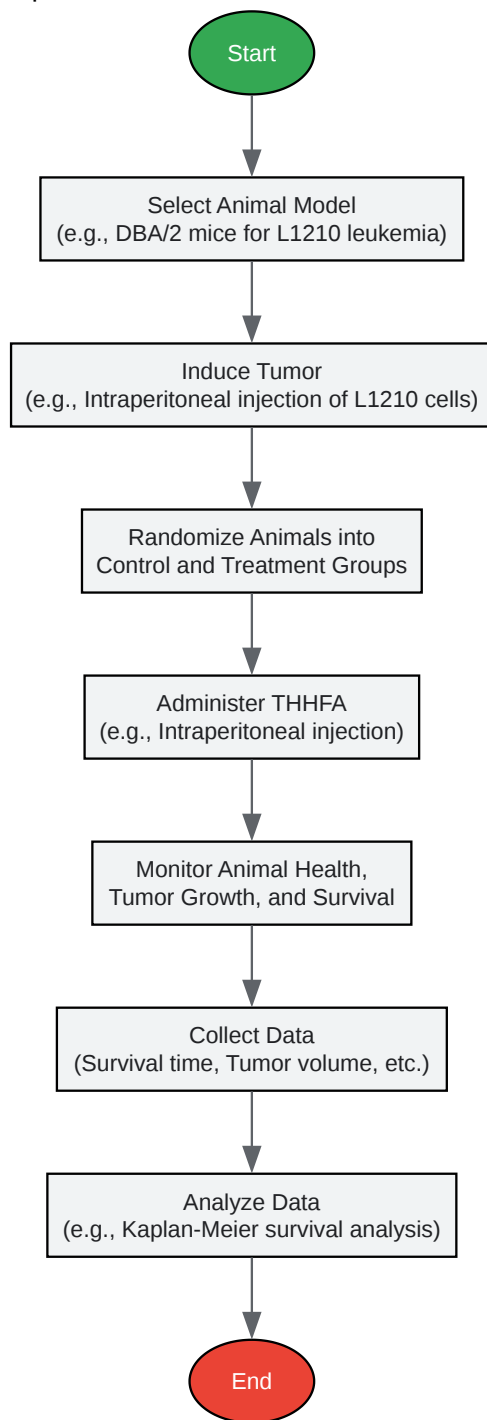 Start
Select Animal Model
(e.g., DBA/2 mice for L1210 leukemia)
Induce Tumor
(e.g., Intraperitoneal injection of L1210 cells)
Randomize Animals into
Control and Treatment Groups
Administer THHFA
(e.g., Intraperitoneal injection)
Monitor Animal Health,
Tumor Growth, and Survival
Collect Data
(Survival time, Tumor volume, etc.)
Analyze Data
(e.g., Kaplan-Meier survival analysis)
End